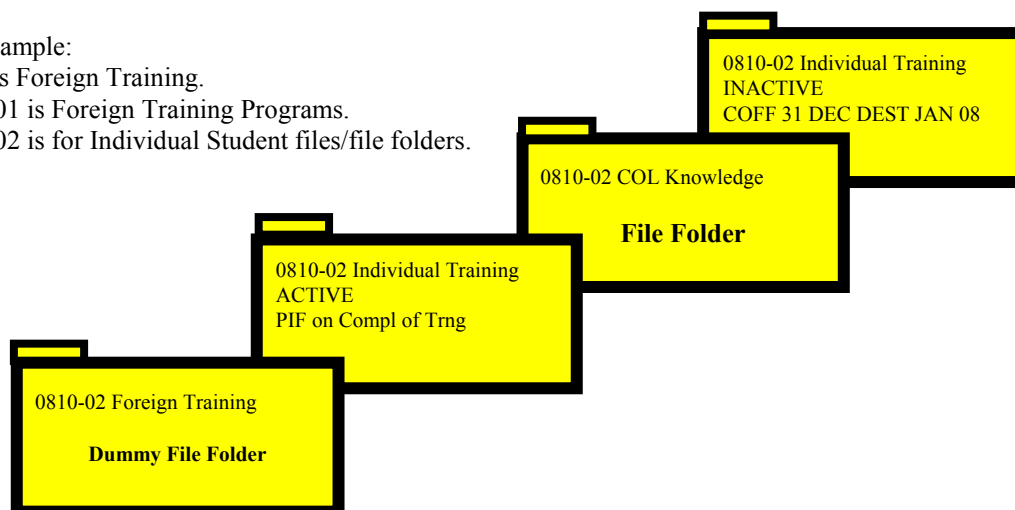 ample:
s Foreign Training.
01 is Foreign Training Programs.
02 is for Individual Student files/file folders.
0810-02 Individual Training
INACTIVE
COFF 31 DEC DEST JAN 08
0810-02 COL Knowledge
File Folder
0810-02 Individual Training
ACTIVE
PIF on Compl of Trng
0810-02 Foreign Training
Dummy File Folder